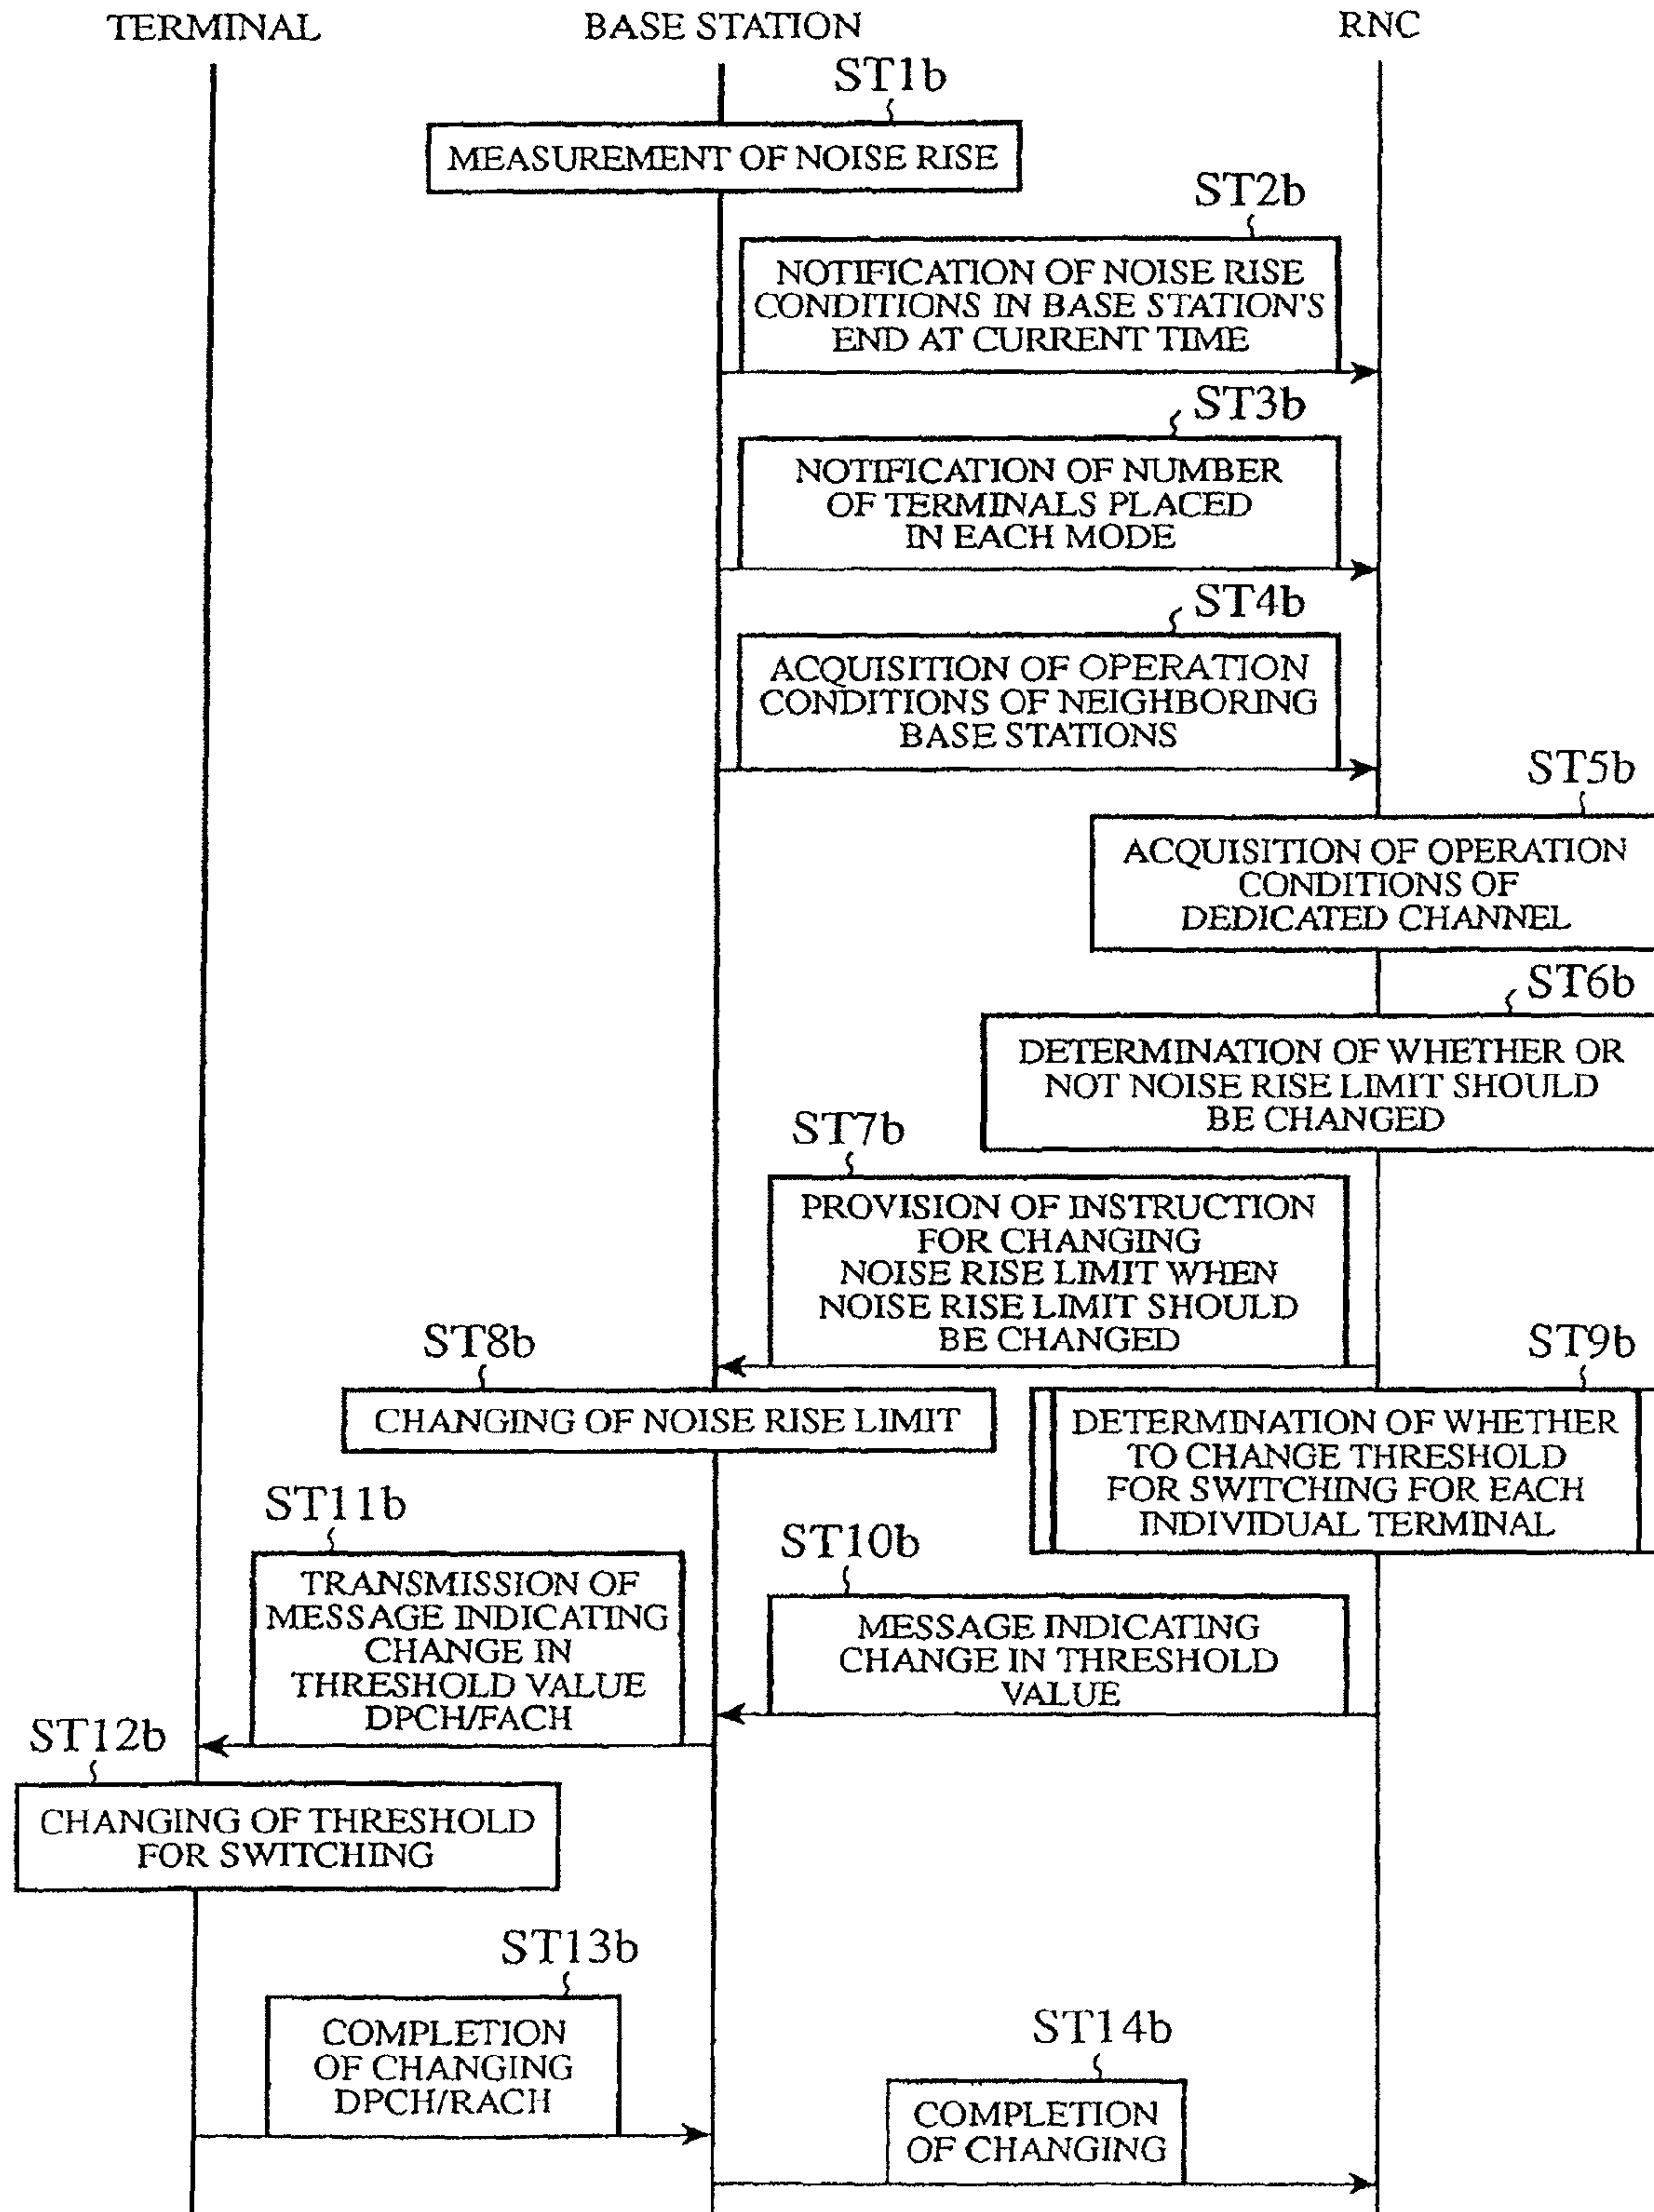 TERMINAL
BASE STATION
RNC
ST1b
MEASUREMENT OF NOISE RISE
ST2b
NOTIFICATION OF NOISE RISE
CONDITIONS IN BASE STATION'S
END AT CURRENT TIME
ST3b
NOTIFICATION OF NUMBER
OF TERMINALS PLACED
IN EACH MODE
ST4b
ACQUISITION OF OPERATION
CONDITIONS OF NEIGHBORING
BASE STATIONS
ST5b
ACQUISITION OF OPERATION
CONDITIONS OF
DEDICATED CHANNEL
ST6b
DETERMINATION OF WHETHER OR
NOT NOISE RISE LIMIT SHOULD
BE CHANGED
ST7b
PROVISION OF INSTRUCTION
FOR CHANGING
NOISE RISE LIMIT WHEN
NOISE RISE LIMIT SHOULD
BE CHANGED
ST8b
CHANGING OF NOISE RISE LIMIT
ST9b
DETERMINATION OF WHETHER
TO CHANGE THRESHOLD
FOR SWITCHING FOR EACH
INDIVIDUAL TERMINAL
ST10b
MESSAGE INDICATING
CHANGE IN THRESHOLD
VALUE
ST11b
TRANSMISSION OF
MESSAGE INDICATING
CHANGE IN
THRESHOLD VALUE
DPCH/FACH
ST12b
CHANGING OF THRESHOLD
FOR SWITCHING
ST13b
COMPLETION
OF CHANGING
DPCH/RACH
ST14b
COMPLETION
OF CHANGING